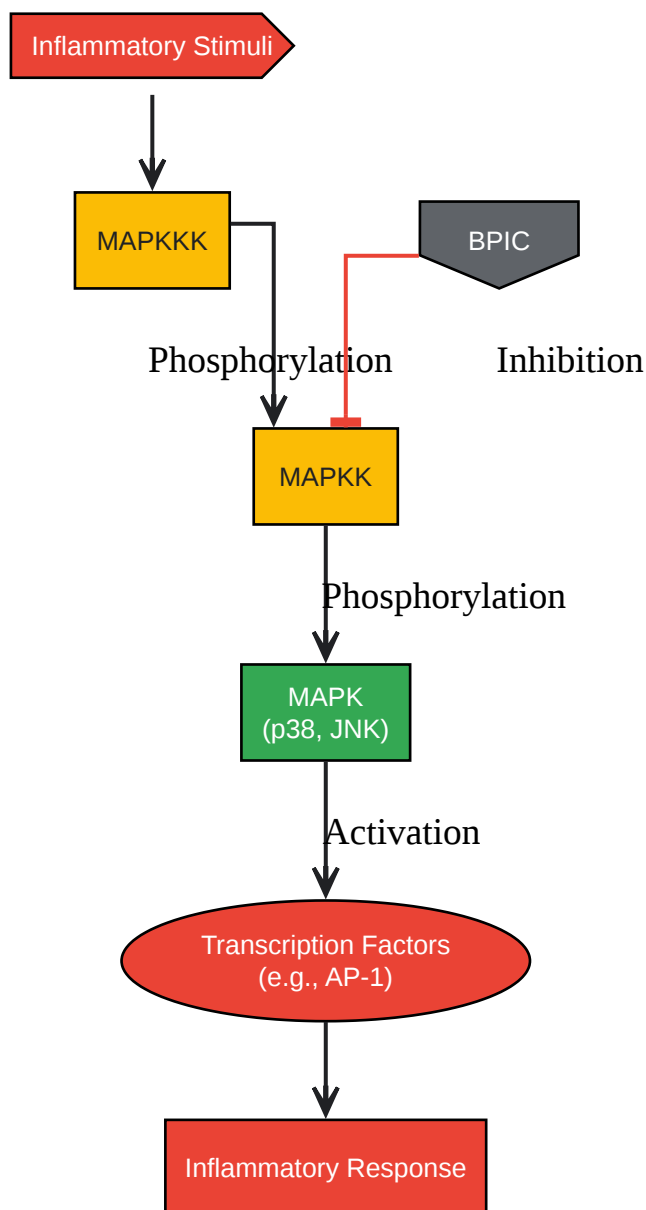 Inflammatory Stimuli
MAPKKK
BPIC
Phosphorylation
Inhibition
MAPKK
Phosphorylation
MAPK
(p38, JNK)
Activation
Transcription Factors
(e.g., AP-1)
Inflammatory Response